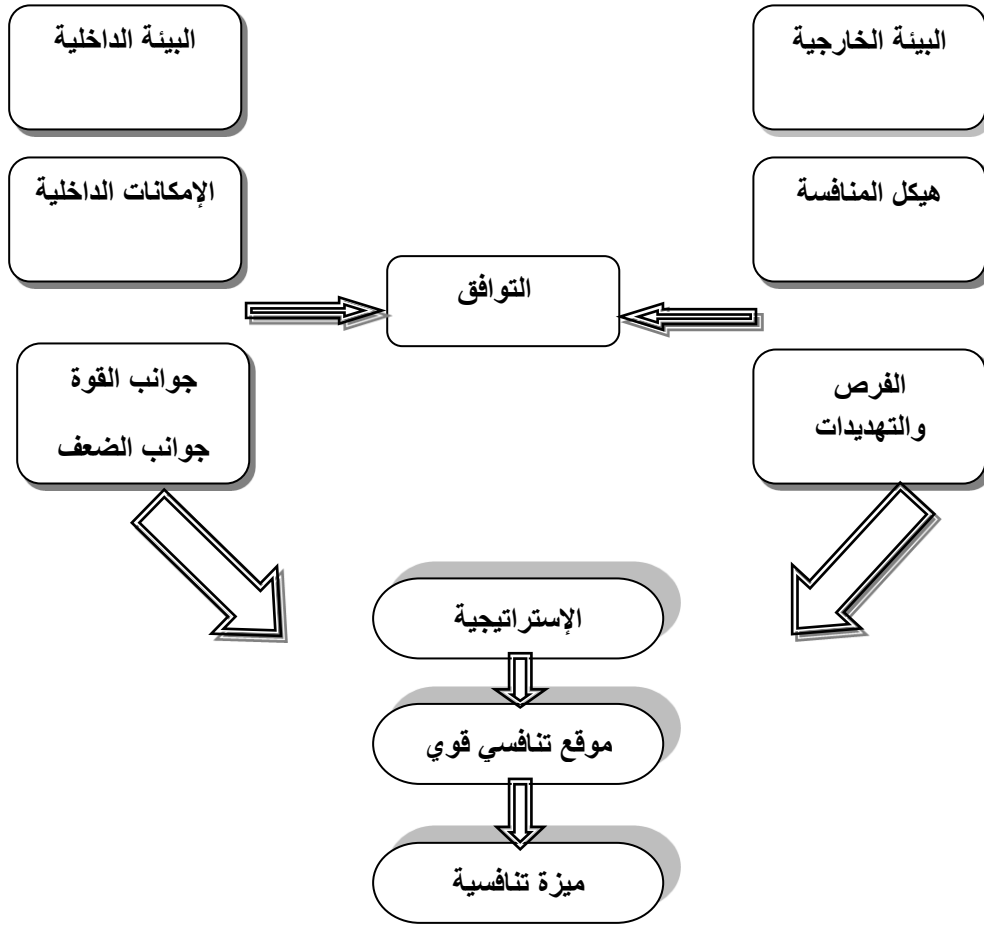 البيئة الخارجية
البيئة الداخلية
هيكل المنافسة
الإمكانات الداخلية
التوافق
الفرص
والتهديدات
جوانب القوة
جوانب الضعف
الإستراتيجية
موقع تنافسي قوي
ميزة تنافسية